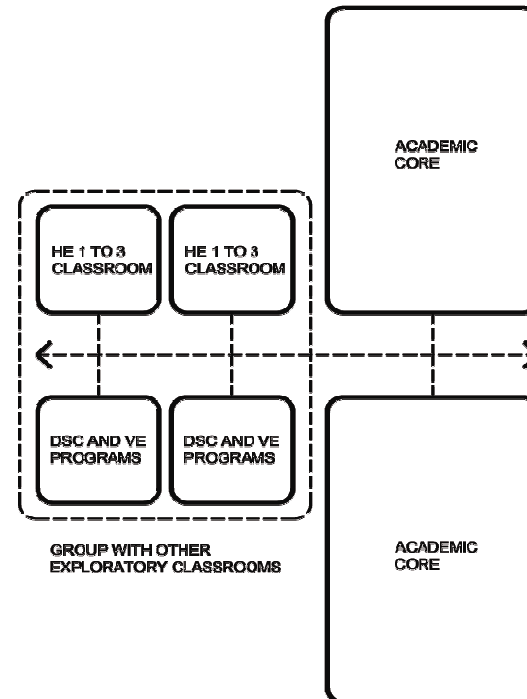 ACADEMIC
CORE
HE 1 TO 3
CLASSROOM
HE 1 TO 3
CLASSROOM
DSC AND VE
PROGRAMS
DSC AND VE
PROGRAMS
GROUP WITH OTHER
EXPLORATORY CLASSROOMS
ACADEMIC
CORE